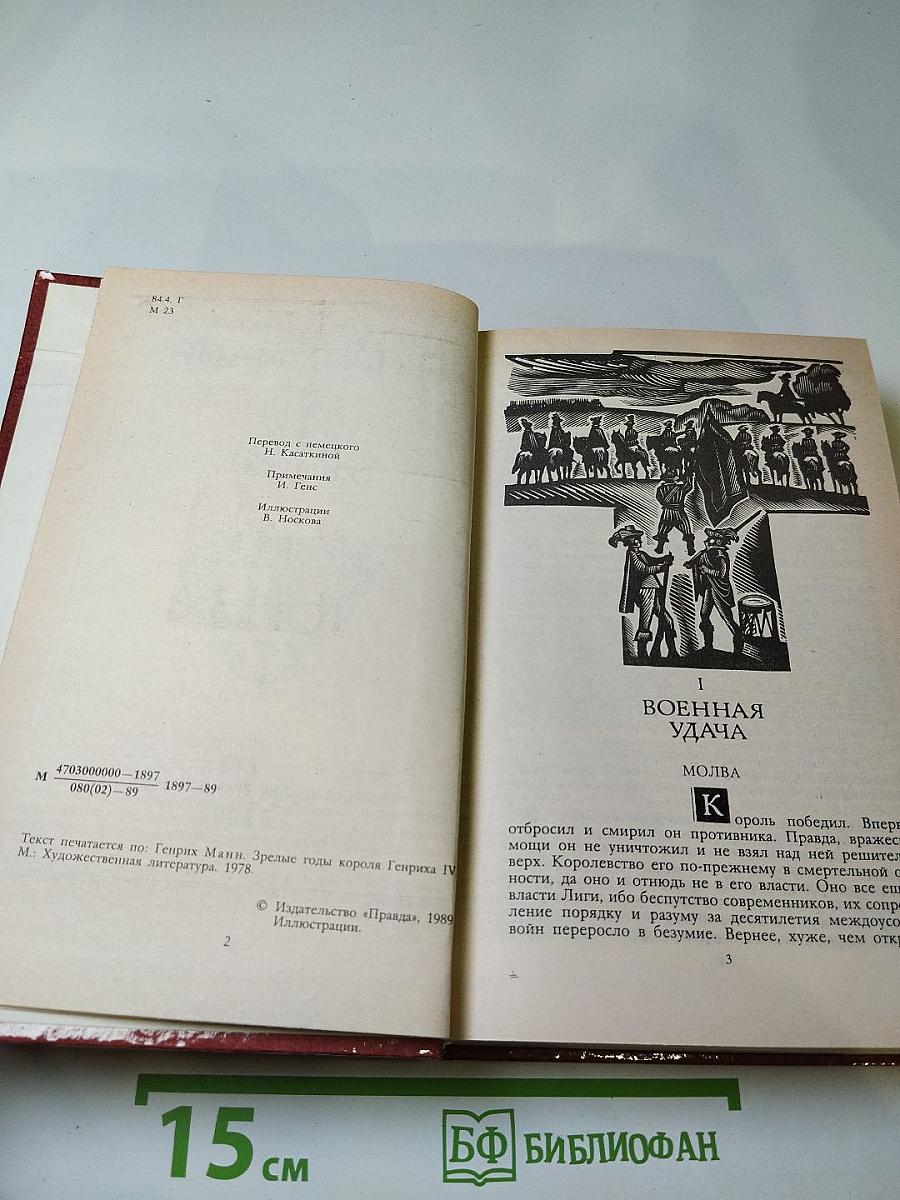 84.4. Г
М 23
Перевод с немецкого
Н. Касаткиной
Примечания
И. Генс
Иллюстрации
В. Носкова
М 4703000000—1897
080(02)—89
1897—89
Текст печатается по: Генрих Манн. Зрелые годы короля Генриха IV
М.: Художественная литература. 1978.
© Издательство «Правда», 1989
Иллюстрации.
2
I
ВОЕННАЯ
УДАЧА
МОЛВА
Король победил. Вперв
отбросил и смирил он противника. Правда, вражес
мощи он не уничтожил и не взял над ней решител
верх. Королевство его по-прежнему в смертельной о
ности, да оно и отнюдь не в его власти. Оно все ещ
власти Лиги, ибо беспутство современников, их сопро
ление порядку и разуму за десятилетия междоусо
войн переросло в безумие. Вернее, хуже, чем откр
3
15 см
БФ БИБЛИОФАН